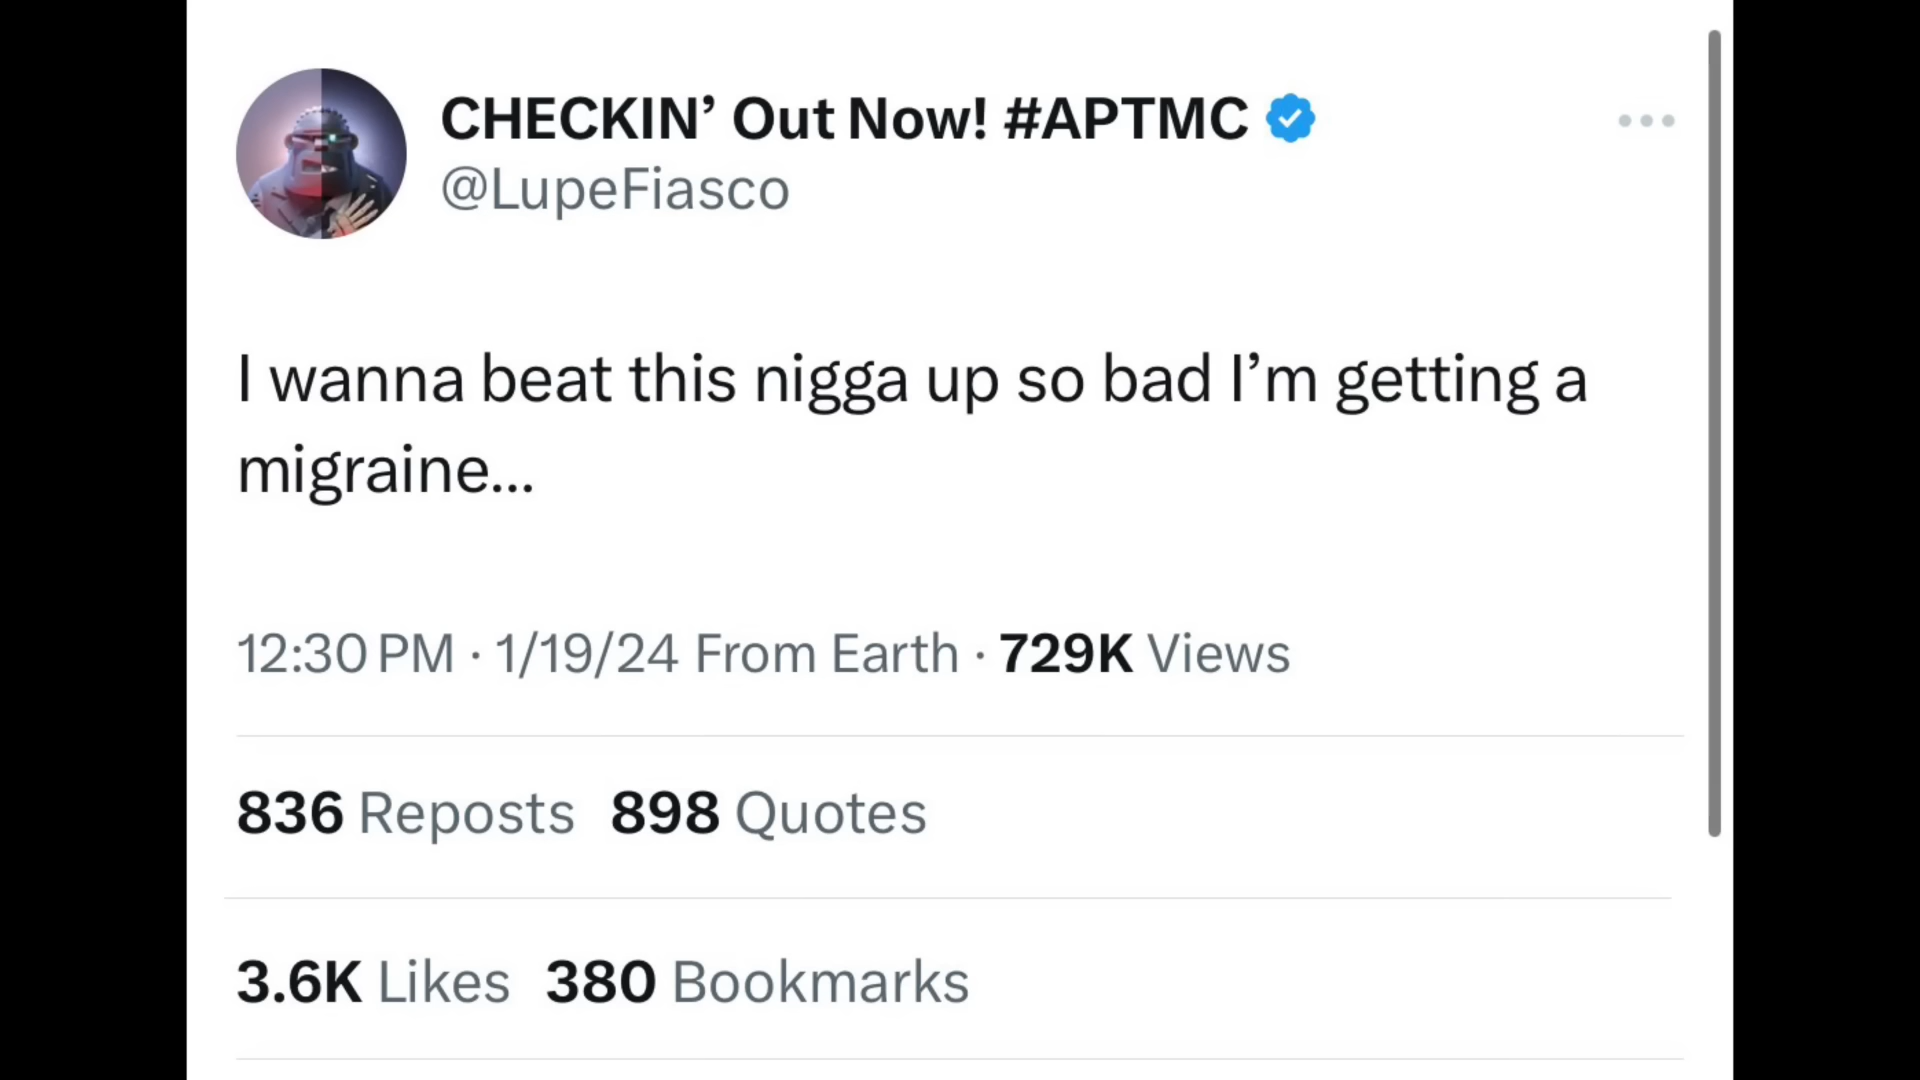 CHECKIN’ Out Now! #APTMC
@LupeFiasco
I wanna beat this nigga up so bad I’m getting a
migraine...
12:30 PM · 1/19/24 From Earth · 729K Views
836 Reposts 898 Quotes
3.6K Likes 380 Bookmarks